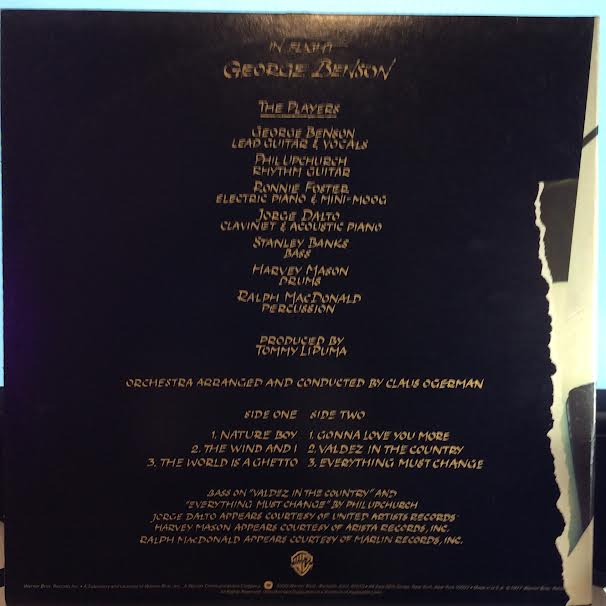 IN FLIGHT
GEORGE BENSON
THE PLAYERS
GEORGE BENSON
LEAD GUITAR & VOCALS
PHIL UPCHURCH
RHYTHM GUITAR
RONNIE FOSTER
ELECTRIC PIANO & MINI-MOOG
JORGE DALTO
CLAVINET & ACOUSTIC PIANO
STANLEY BANKS
BASS
HARVEY MASON
DRUMS
RALPH MACDONALD
PERCUSSION
PRODUCED BY
TOMMY LIPUMA
ORCHESTRA ARRANGED AND CONDUCTED BY CLAUS OGERMAN
SIDE ONE SIDE TWO
1. NATURE BOY 1. GONNA LOVE YOU MORE
2. THE WIND AND I 2. VALDEZ IN THE COUNTRY
3. THE WORLD IS A GHETTO 3. EVERYTHING MUST CHANGE
BASS ON "VALDEZ IN THE COUNTRY" AND
"EVERYTHING MUST CHANGE" BY PHIL UPCHURCH
JORGE DALTO APPEARS COURTESY OF UNITED ARTISTS RECORDS
HARVEY MASON APPEARS COURTESY OF ARISTA RECORDS, INC.
RALPH MACDONALD APPEARS COURTESY OF MARLIN RECORDS, INC.